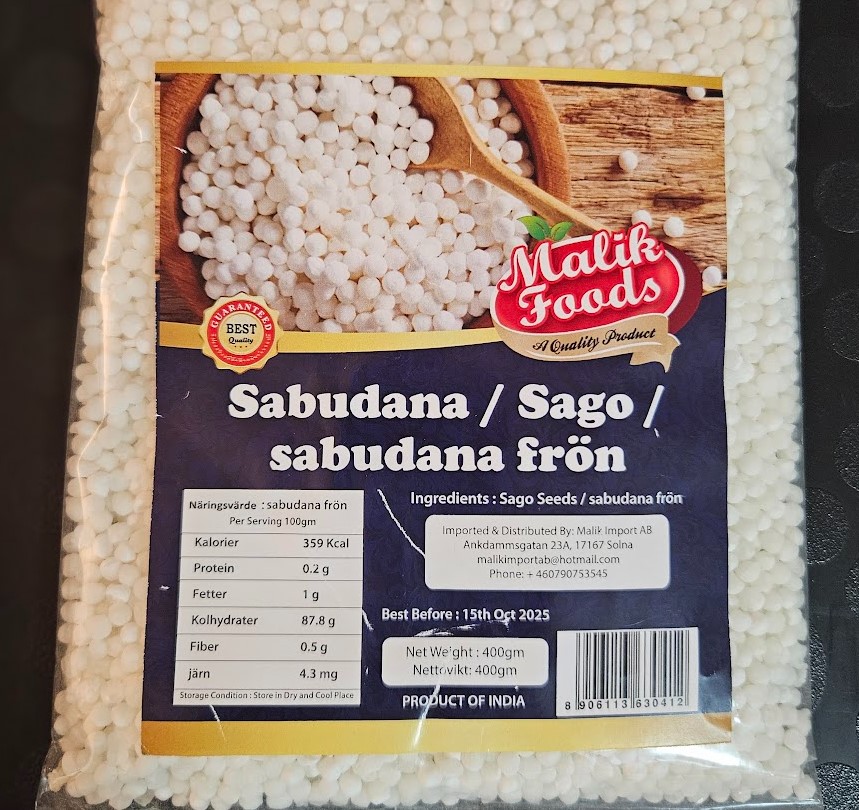 Malik
Foods
A Quality Product
GUARANTEED
BEST
Quality
Sabudana / Sago /
sabudana frön
Näringsvärde : sabudana frön
Per Serving 100gm
Kalorier 359 Kcal
Protein 0.2 g
Fetter 1 g
Kolhydrater 87.8 g
Fiber 0.5 g
järn 4.3 mg
Storage Condition : Store in Dry and Cool Place
Ingredients : Sago Seeds / sabudana frön
Imported & Distributed By: Malik Import AB
Ankdammsgatan 23A, 17167 Solna
malikimportab@hotmail.com
Phone: + 460790753545
Best Before : 15th Oct 2025
Net Weight : 400gm
Nettovikt: 400gm
PRODUCT OF INDIA
8 906113 630412